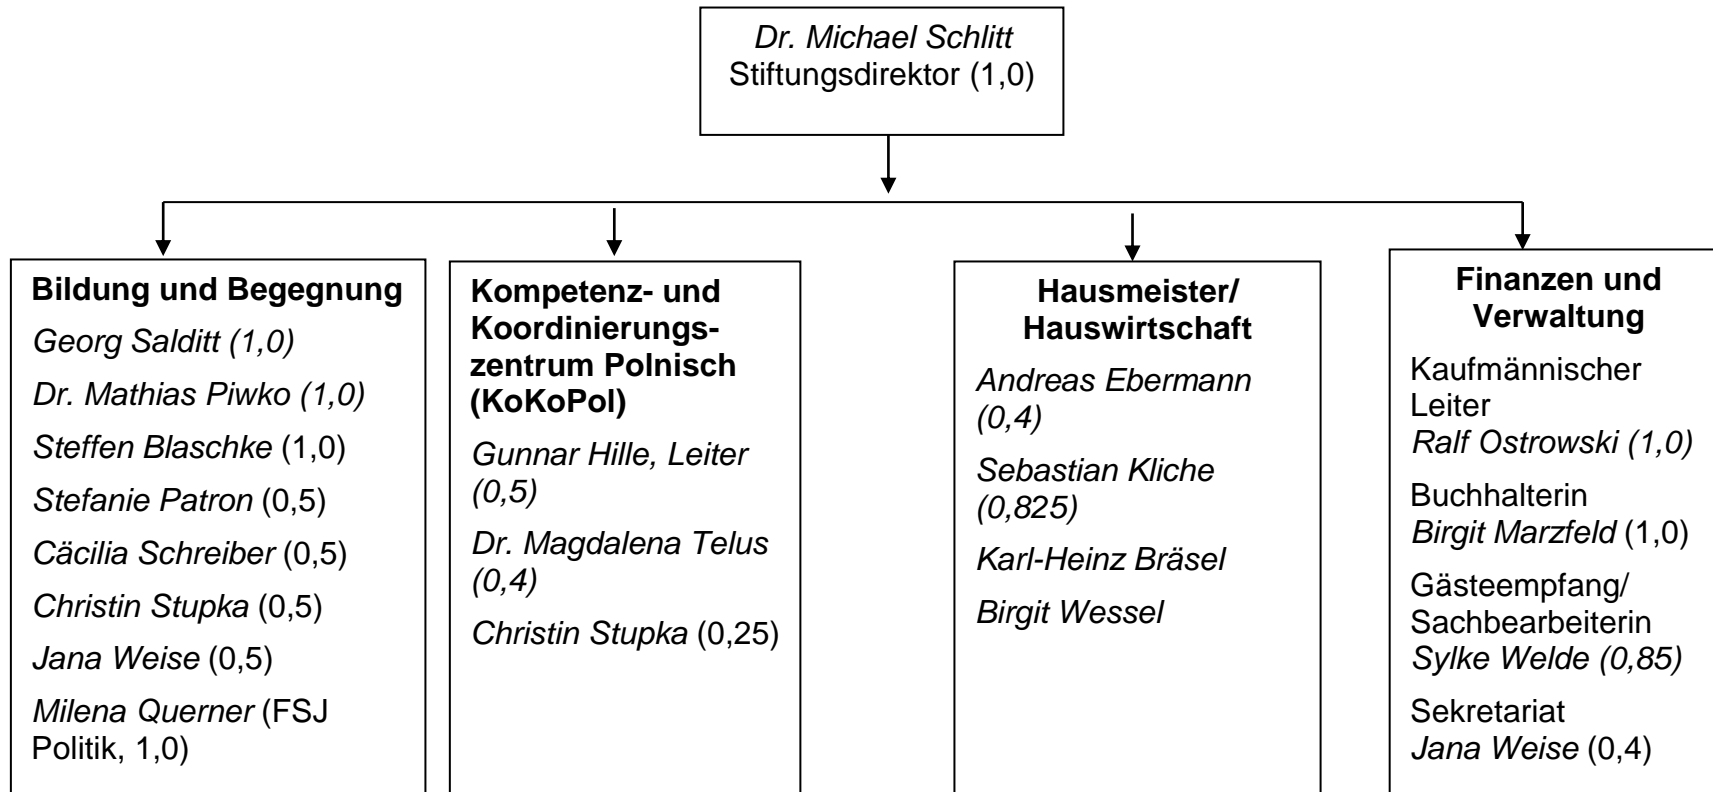 Dr. Michael Schlitt
Stiftungsdirektor (1,0)
Bildung und Begegnung
Georg Salditt (1,0)
Dr. Mathias Piwko (1,0)
Steffen Blaschke (1,0)
Stefanie Patron (0,5)
Cäcilia Schreiber (0,5)
Christin Stupka (0,5)
Jana Weise (0,5)
Milena Querner (FSJ
Politik, 1,0)
Kompetenz- und
Koordinierungs-
zentrum Polnisch
(KoKoPol)
Gunnar Hille, Leiter
(0,5)
Dr. Magdalena Telus
(0,4)
Christin Stupka (0,25)
Hausmeister/
Hauswirtschaft
Andreas Ebermann
(0,4)
Sebastian Kliche
(0,825)
Karl-Heinz Bräsel
Birgit Wessel
Finanzen und
Verwaltung
Kaufmännischer
Leiter
Ralf Ostrowski (1,0)
Buchhalterin
Birgit Marzfeld (1,0)
Gästeempfang/
Sachbearbeiterin
Sylke Welde (0,85)
Sekretariat
Jana Weise (0,4)